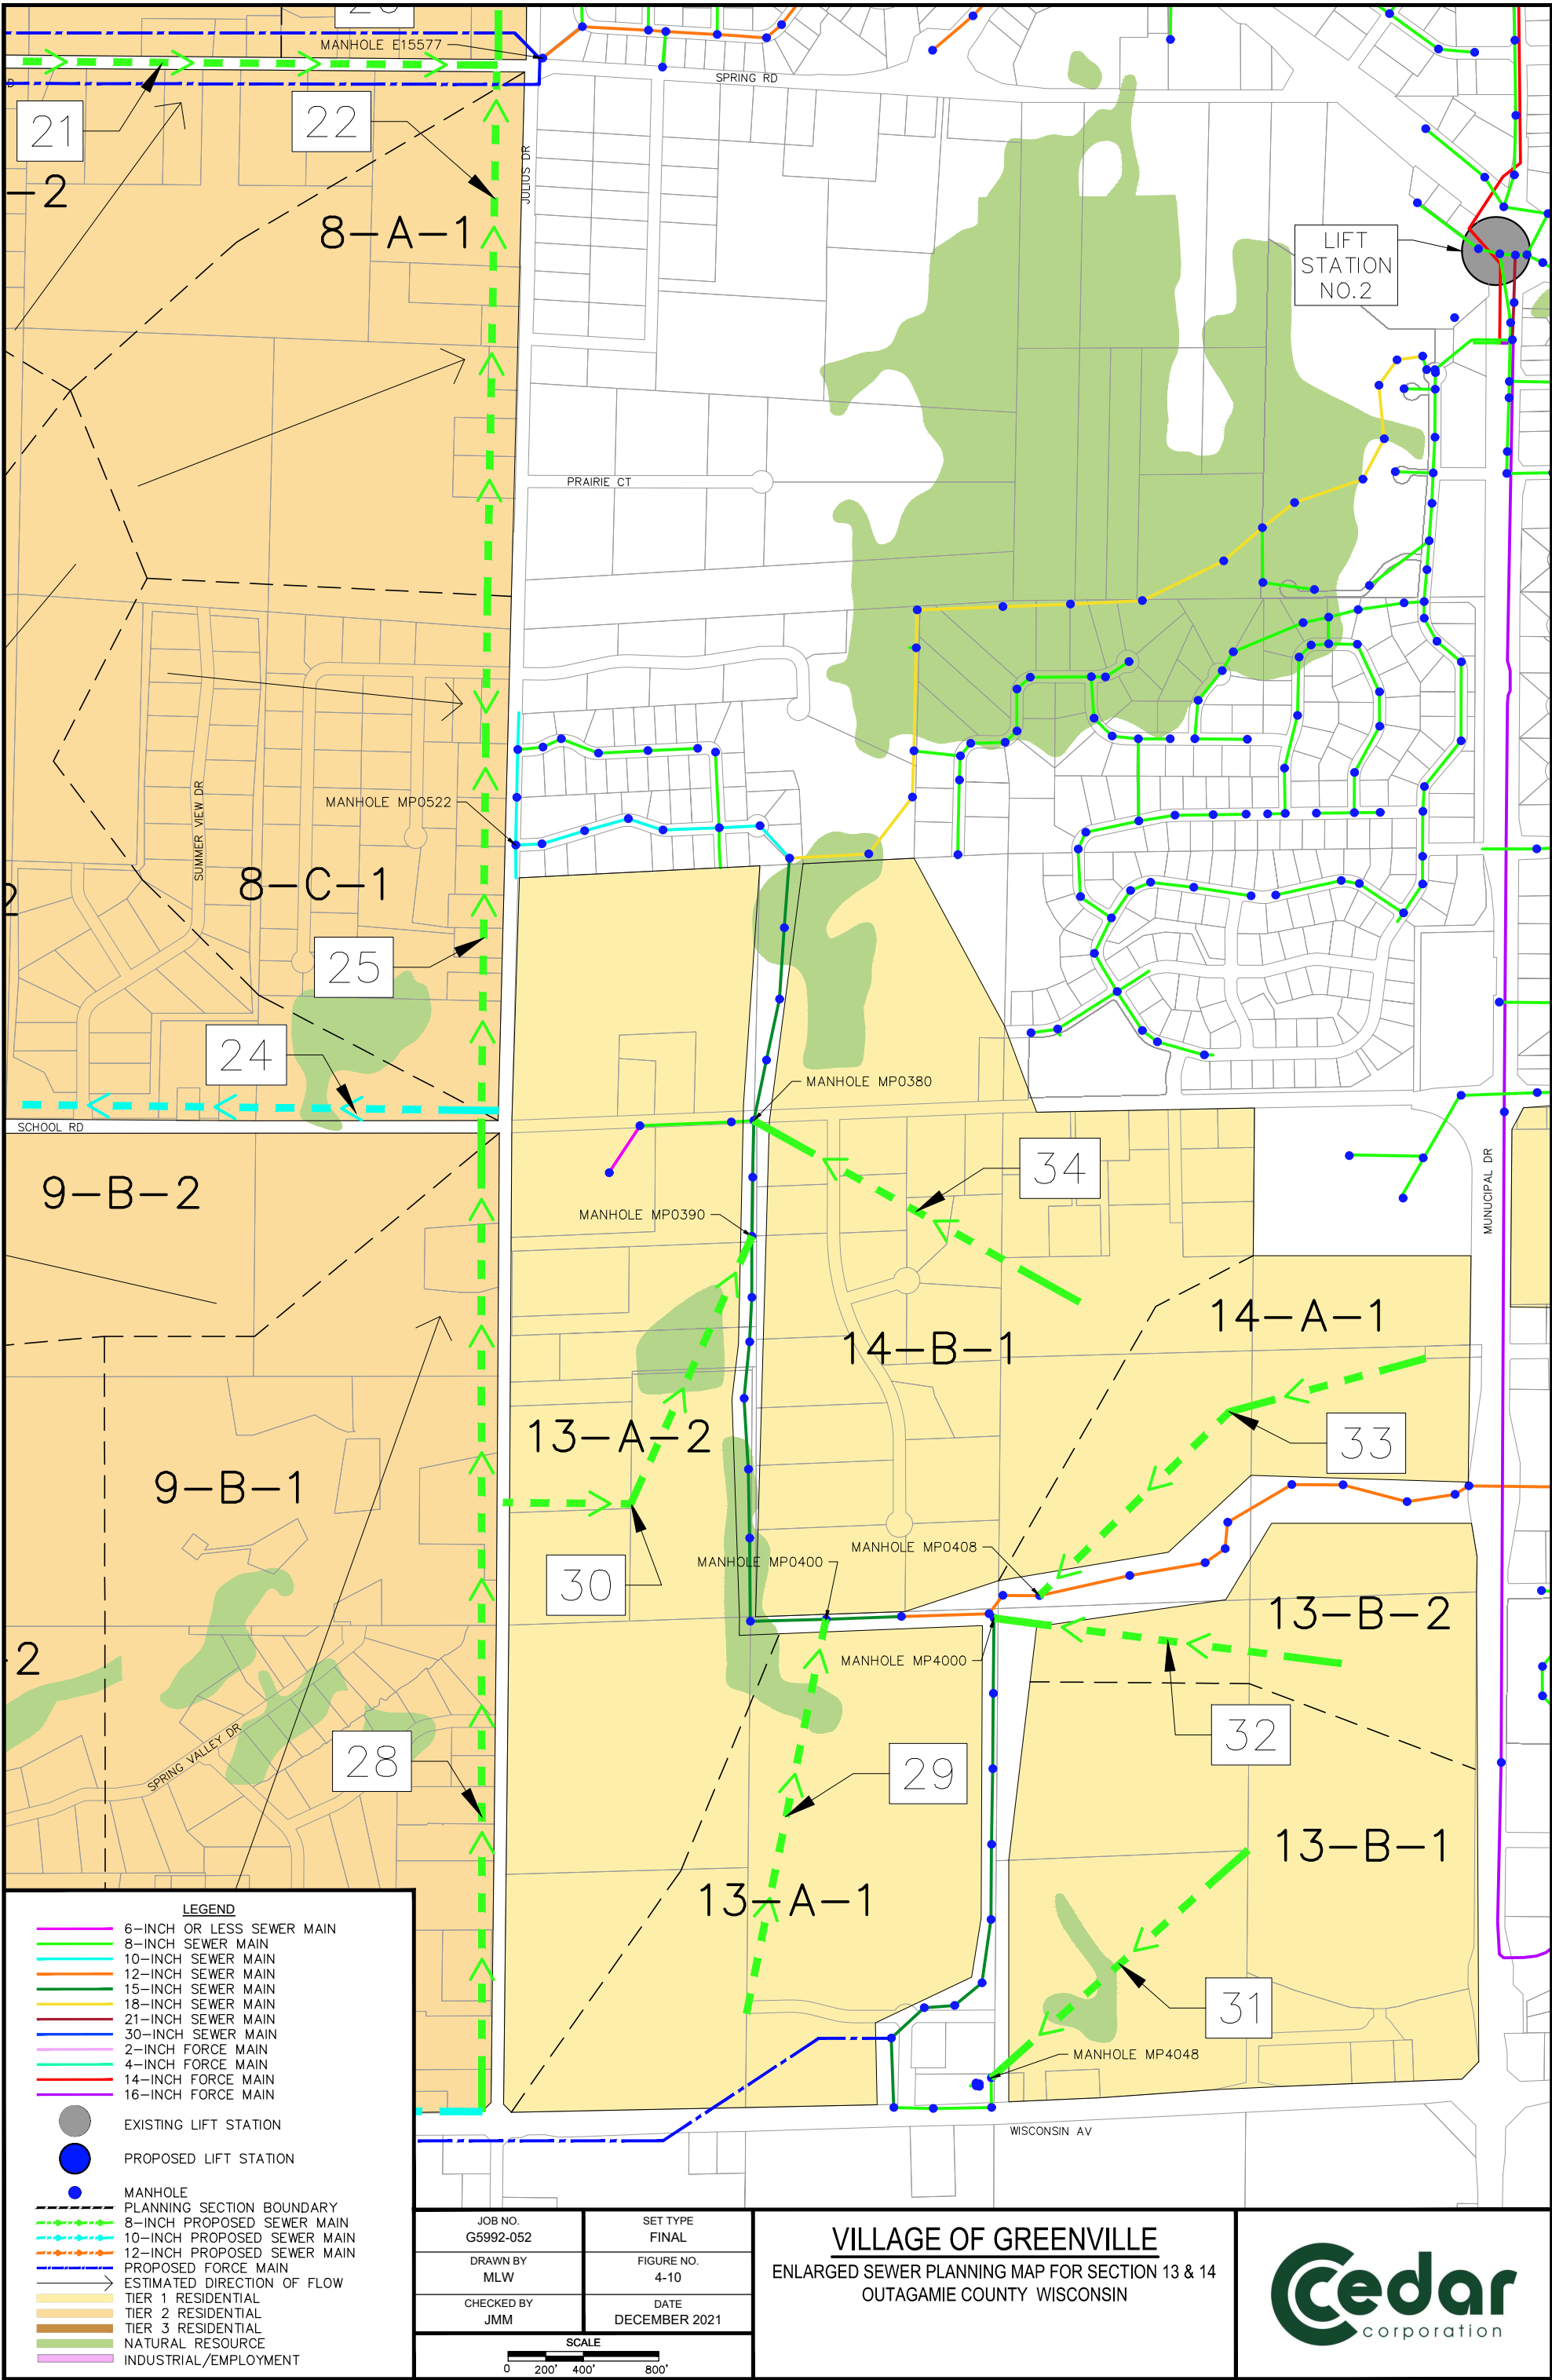 MANHOLE E15577
SPRING RD
21
22
-2
8-A-1
JULIUS DR
LIFT
STATION
NO.2
PRAIRIE CT
SUMMER VIEW DR
MANHOLE MP0522
8-C-1
2
25
24
SCHOOL RD
MANHOLE MP0380
9-B-2
34
MUNUCIPAL DR
MANHOLE MP0390
14-A-1
14-B-1
13-A-2
33
9-B-1
MANHOLE MP0408
MANHOLE MP0400
30
13-B-2
2
MANHOLE MP4000
SPRING VALLEY DR
28
32
29
13-B-1
13-A-1
31
MANHOLE MP4048
WISCONSIN AV
LEGEND
6-INCH OR LESS SEWER MAIN
8-INCH SEWER MAIN
10-INCH SEWER MAIN
12-INCH SEWER MAIN
15-INCH SEWER MAIN
18-INCH SEWER MAIN
21-INCH SEWER MAIN
30-INCH SEWER MAIN
2-INCH FORCE MAIN
4-INCH FORCE MAIN
14-INCH FORCE MAIN
16-INCH FORCE MAIN
EXISTING LIFT STATION
PROPOSED LIFT STATION
MANHOLE
PLANNING SECTION BOUNDARY
8-INCH PROPOSED SEWER MAIN
10-INCH PROPOSED SEWER MAIN
12-INCH PROPOSED SEWER MAIN
PROPOSED FORCE MAIN
ESTIMATED DIRECTION OF FLOW
TIER 1 RESIDENTIAL
TIER 2 RESIDENTIAL
TIER 3 RESIDENTIAL
NATURAL RESOURCE
INDUSTRIAL/EMPLOYMENT
JOB NO.
G5992-052
SET TYPE
FINAL
DRAWN BY
MLW
FIGURE NO.
4-10
CHECKED BY
JMM
DATE
DECEMBER 2021
SCALE
0 200' 400' 800'
VILLAGE OF GREENVILLE
ENLARGED SEWER PLANNING MAP FOR SECTION 13 & 14
OUTAGAMIE COUNTY WISCONSIN
Cedar
corporation